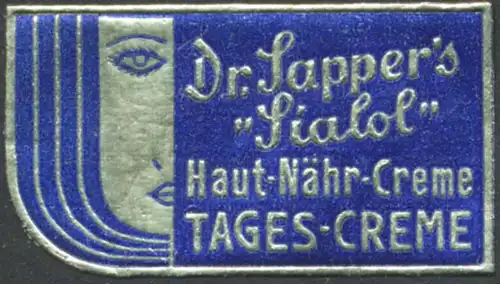 Dr. Sapper's
"Sialol"
Haut-Nähr-Creme
TAGES-CREME